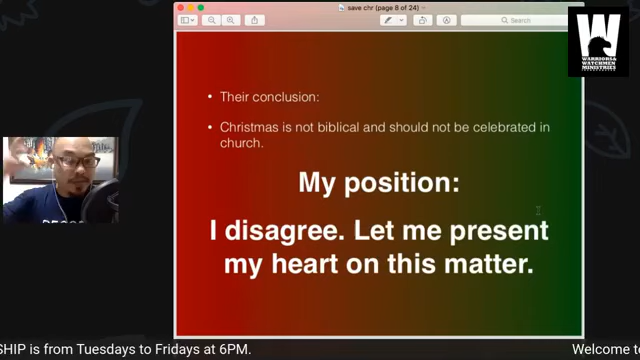 save chr (page 8 of 24)
Search
WARRIORS &
WATCHMEN
MINISTRIES
• Their conclusion:
• Christmas is not biblical and should not be celebrated in
church.
My position:
I disagree. Let me present
my heart on this matter.
SHIP is from Tuesdays to Fridays at 6PM.
Welcome to